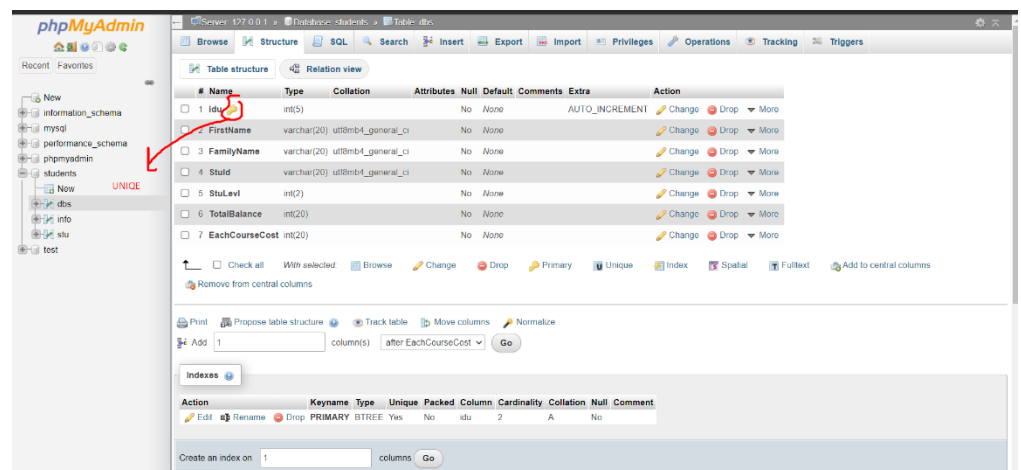 phpMyAdmin
Recent Favorites
New
information_schema
mysql
performance_schema
phpmyadmin
students
New
dbs
info
stu
test
UNIQE
Server: 127.0.0.1 » Database: students » Table: dbs
Browse Structure SQL Search Insert Export Import Privileges Operations Tracking Triggers
Table structure Relation view
# Name Type Collation Attributes Null Default Comments Extra Action
1 idu int(5) No None AUTO_INCREMENT Change Drop More
2 FirstName varchar(20) utf8mb4_general_ci No None Change Drop More
3 FamilyName varchar(20) utf8mb4_general_ci No None Change Drop More
4 StuId varchar(20) utf8mb4_general_ci No None Change Drop More
5 StuLevl int(2) No None Change Drop More
6 TotalBalance int(20) No None Change Drop More
7 EachCourseCost int(20) No None Change Drop More
Check all With selected: Browse Change Drop Primary Unique Index Spatial Fulltext Add to central columns
Remove from central columns
Print Propose table structure Track table Move columns Normalize
Add 1 column(s) after EachCourseCost Go
Indexes
Action Keyname Type Unique Packed Column Cardinality Collation Null Comment
Edit Rename Drop PRIMARY BTREE Yes No idu 2 A No
Create an index on 1 columns Go